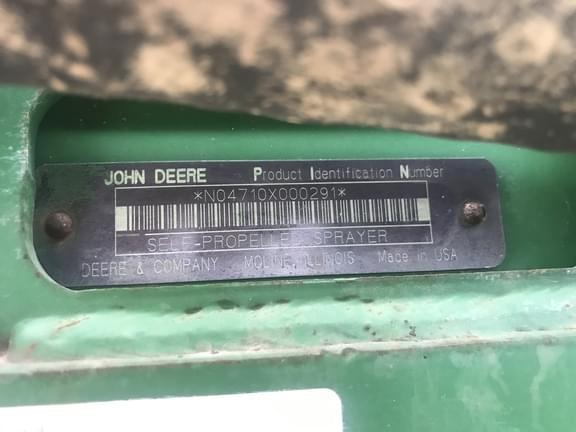 JOHN DEERE Product Identification Number
*N04710X000291*
SELF-PROPELLED SPRAYER
DEERE & COMPANY MOLINE, ILLINOIS Made in USA